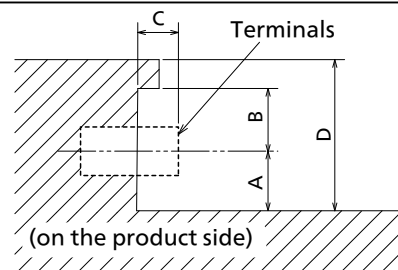 C
Terminals
B
D
A
(on the product side)